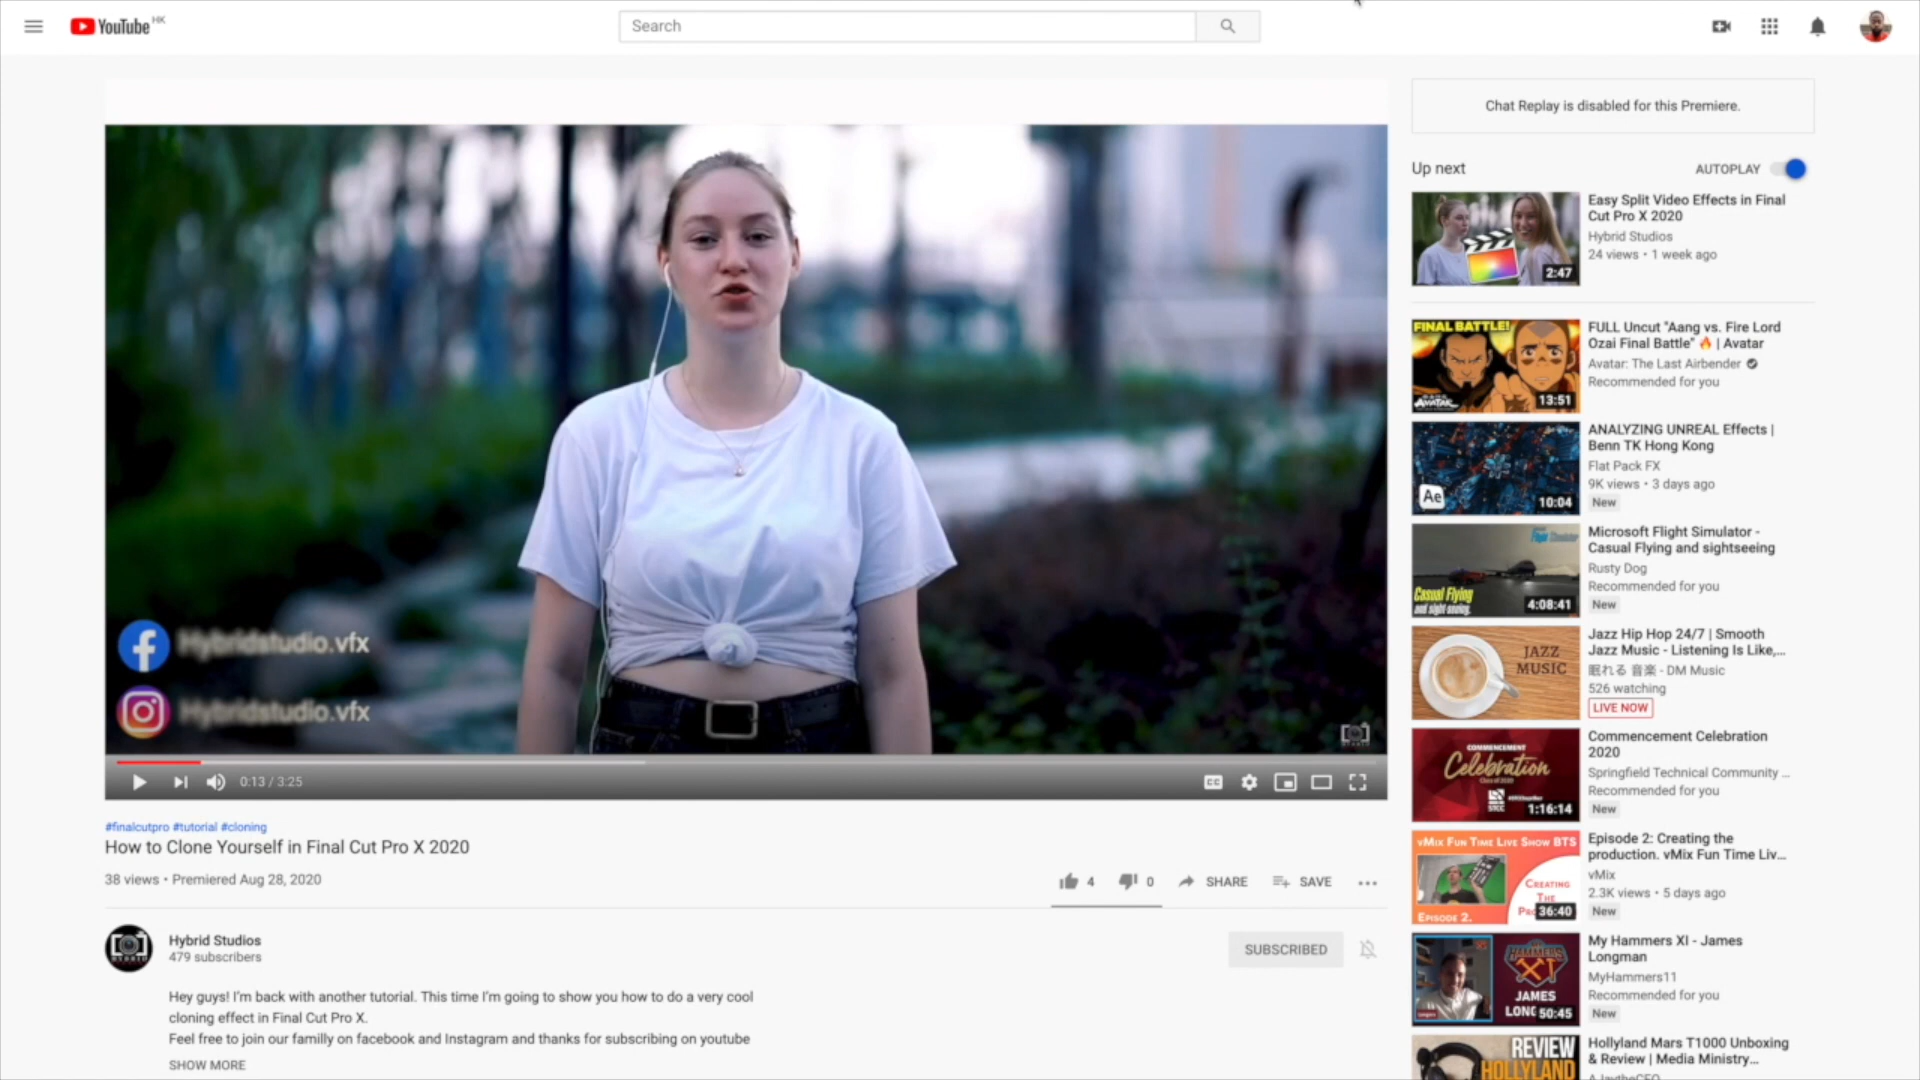 YouTube HK
Search
Hybridstudio.vfx
Hybridstudio.vfx
0:13 / 3:25
CC
#finalcutpro #tutorial #cloning
How to Clone Yourself in Final Cut Pro X 2020
38 views • Premiered Aug 28, 2020
4
0
SHARE
SAVE
Hybrid Studios
479 subscribers
SUBSCRIBED
Hey guys! I'm back with another tutorial. This time I'm going to show you how to do a very cool
cloning effect in Final Cut Pro X.
Feel free to join our familly on facebook and Instagram and thanks for subscribing on youtube
SHOW MORE
Chat Replay is disabled for this Premiere.
Up next
AUTOPLAY
2:47
Easy Split Video Effects in Final
Cut Pro X 2020
Hybrid Studios
24 views • 1 week ago
FINAL BATTLE!
AVATAR
13:51
FULL Uncut "Aang vs. Fire Lord
Ozai Final Battle" 🔥 | Avatar
Avatar: The Last Airbender
Recommended for you
Ae
10:04
ANALYZING UNREAL Effects |
Benn TK Hong Kong
Flat Pack FX
9K views • 3 days ago
New
Casual Flying
and sight-seeing.
4:08:41
Microsoft Flight Simulator -
Casual Flying and sightseeing
Rusty Dog
Recommended for you
New
JAZZ
MUSIC
Jazz Hip Hop 24/7 | Smooth
Jazz Music - Listening Is Like,...
眠れる 音楽 - DM Music
526 watching
LIVE NOW
COMMENCEMENT
Celebration
Class of 2020
STCC
1:16:14
Commencement Celebration
2020
Springfield Technical Community ...
Recommended for you
New
vMix Fun Time Live Show BTS
CREATING
THE
EPISODE 2.
36:40
Episode 2: Creating the
production. vMix Fun Time Liv...
vMix
2.3K views • 5 days ago
New
HAMMERS
JAMES
50:45
My Hammers XI - James
Longman
MyHammers11
Recommended for you
New
REVIEW
HOLLYLAND
Hollyland Mars T1000 Unboxing
& Review | Media Ministry...